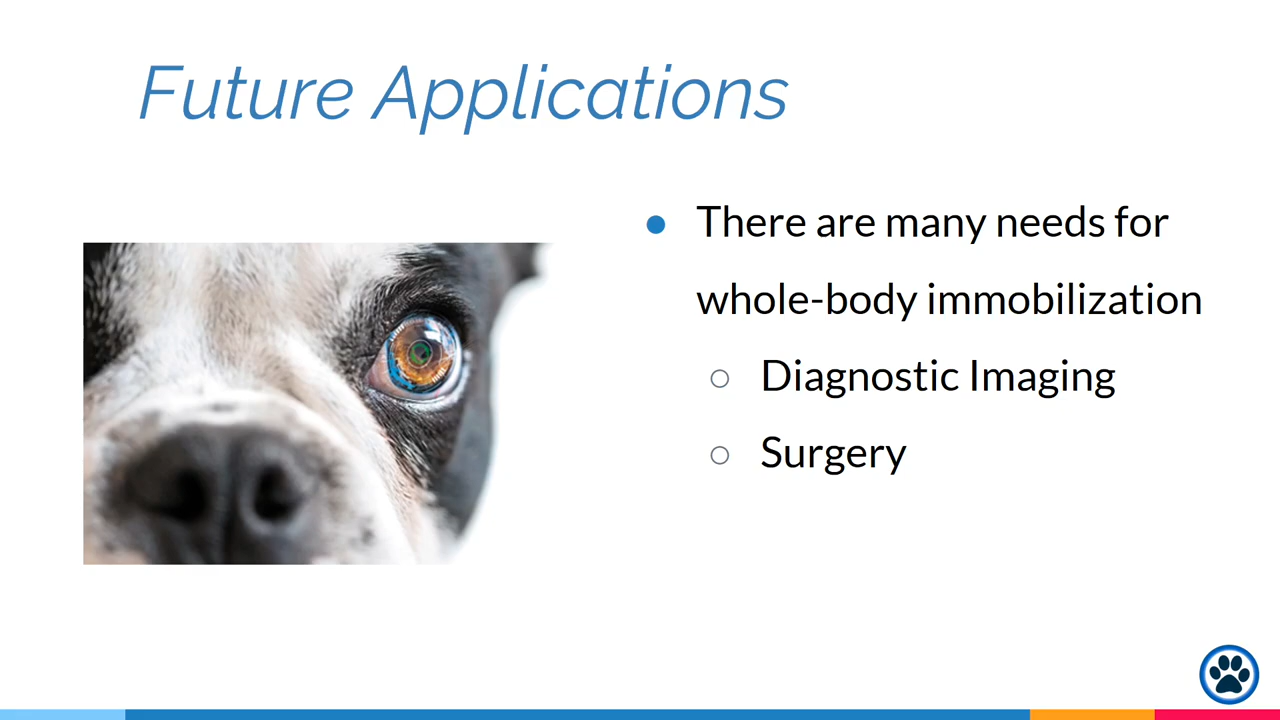 Future Applications
● There are many needs for
whole-body immobilization
○ Diagnostic Imaging
○ Surgery